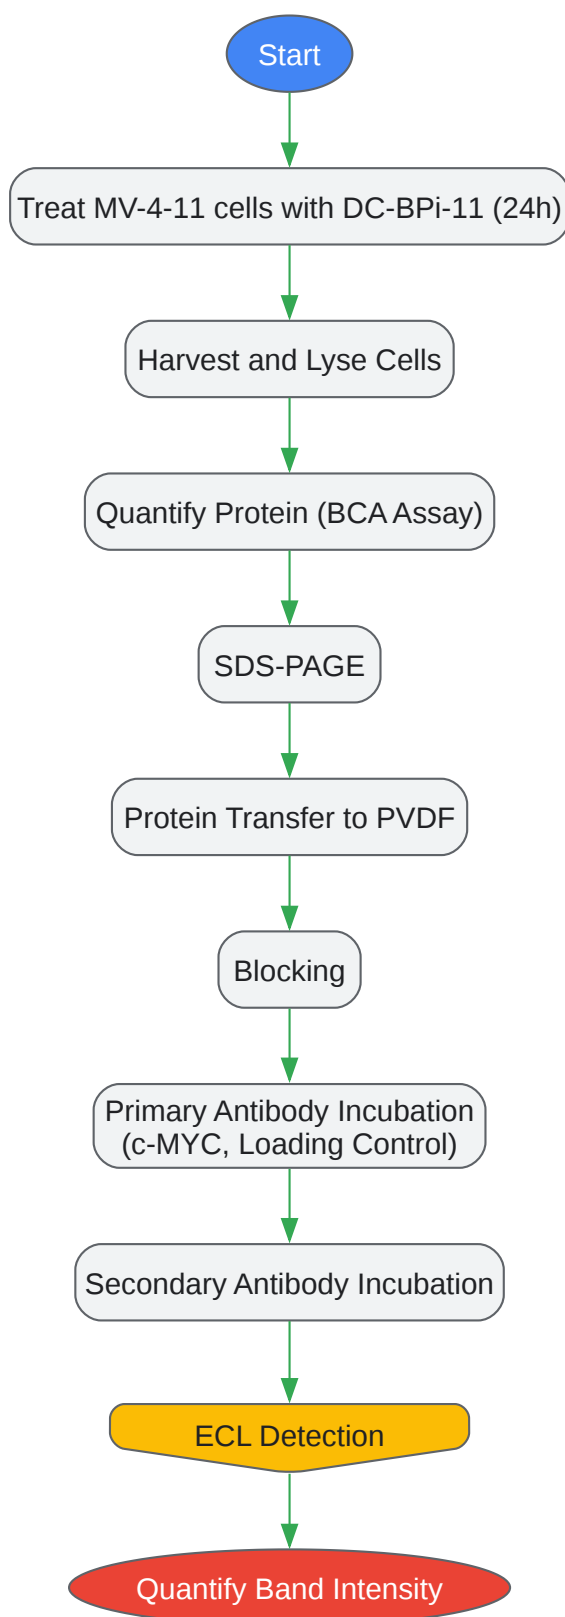 Start
Treat MV-4-11 cells with DC-BPi-11 (24h)
Harvest and Lyse Cells
Quantify Protein (BCA Assay)
SDS-PAGE
Protein Transfer to PVDF
Blocking
Primary Antibody Incubation
(c-MYC, Loading Control)
Secondary Antibody Incubation
ECL Detection
Quantify Band Intensity